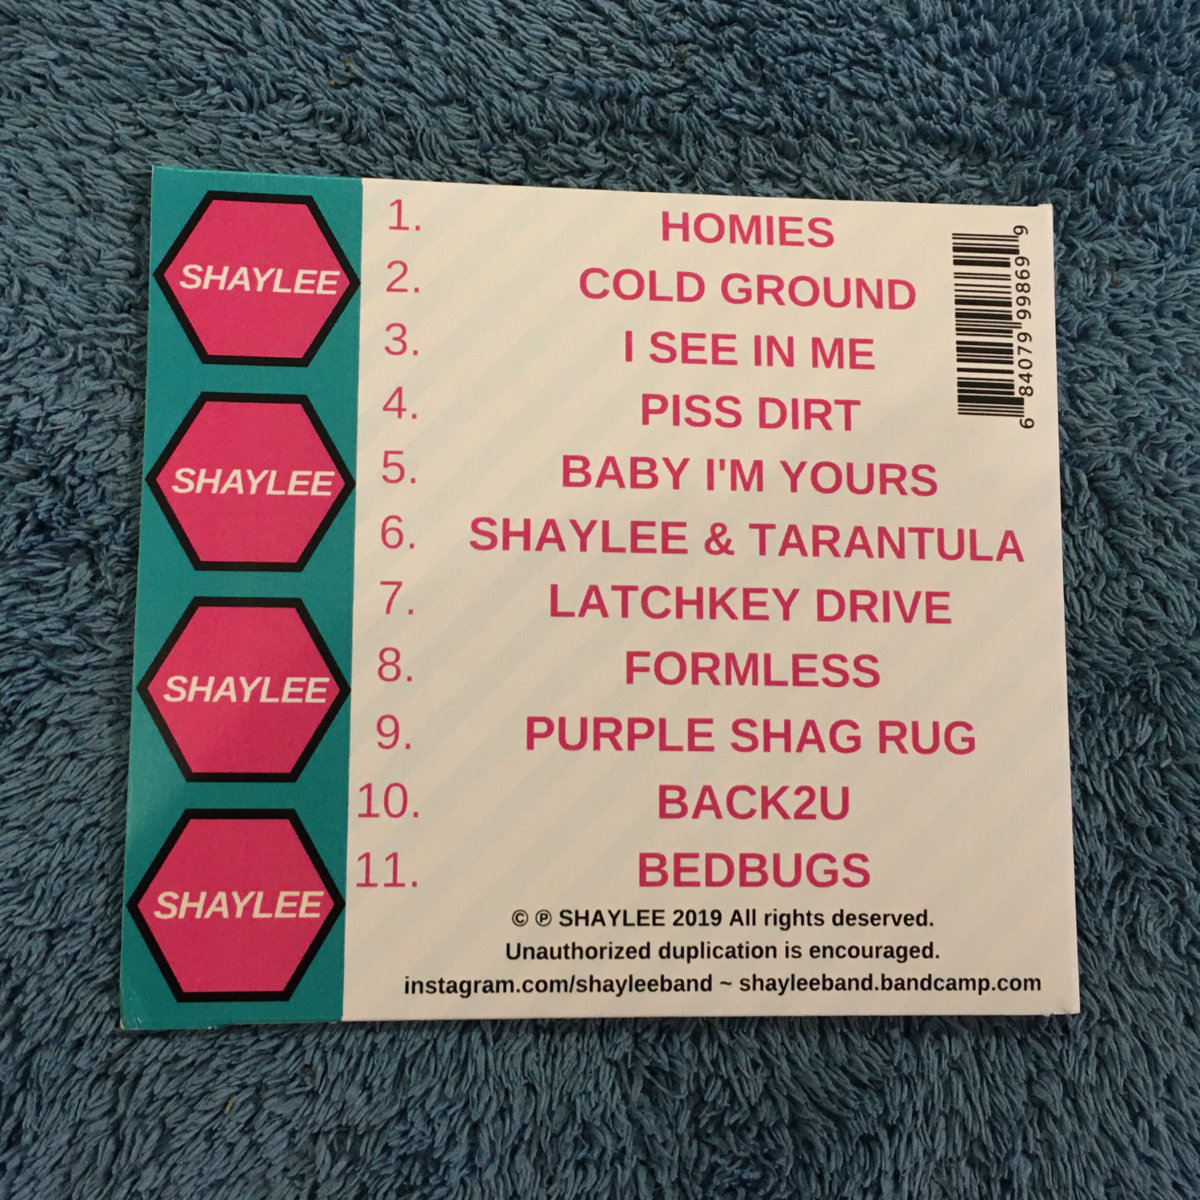 SHAYLEE
SHAYLEE
SHAYLEE
SHAYLEE
1. HOMIES
2. COLD GROUND
3. I SEE IN ME
4. PISS DIRT
5. BABY I'M YOURS
6. SHAYLEE & TARANTULA
7. LATCHKEY DRIVE
8. FORMLESS
9. PURPLE SHAG RUG
10. BACK2U
11. BEDBUGS
© ℗ SHAYLEE 2019 All rights deserved.
Unauthorized duplication is encouraged.
instagram.com/shayleeband ~ shayleeband.bandcamp.com
6 84079 99869 9